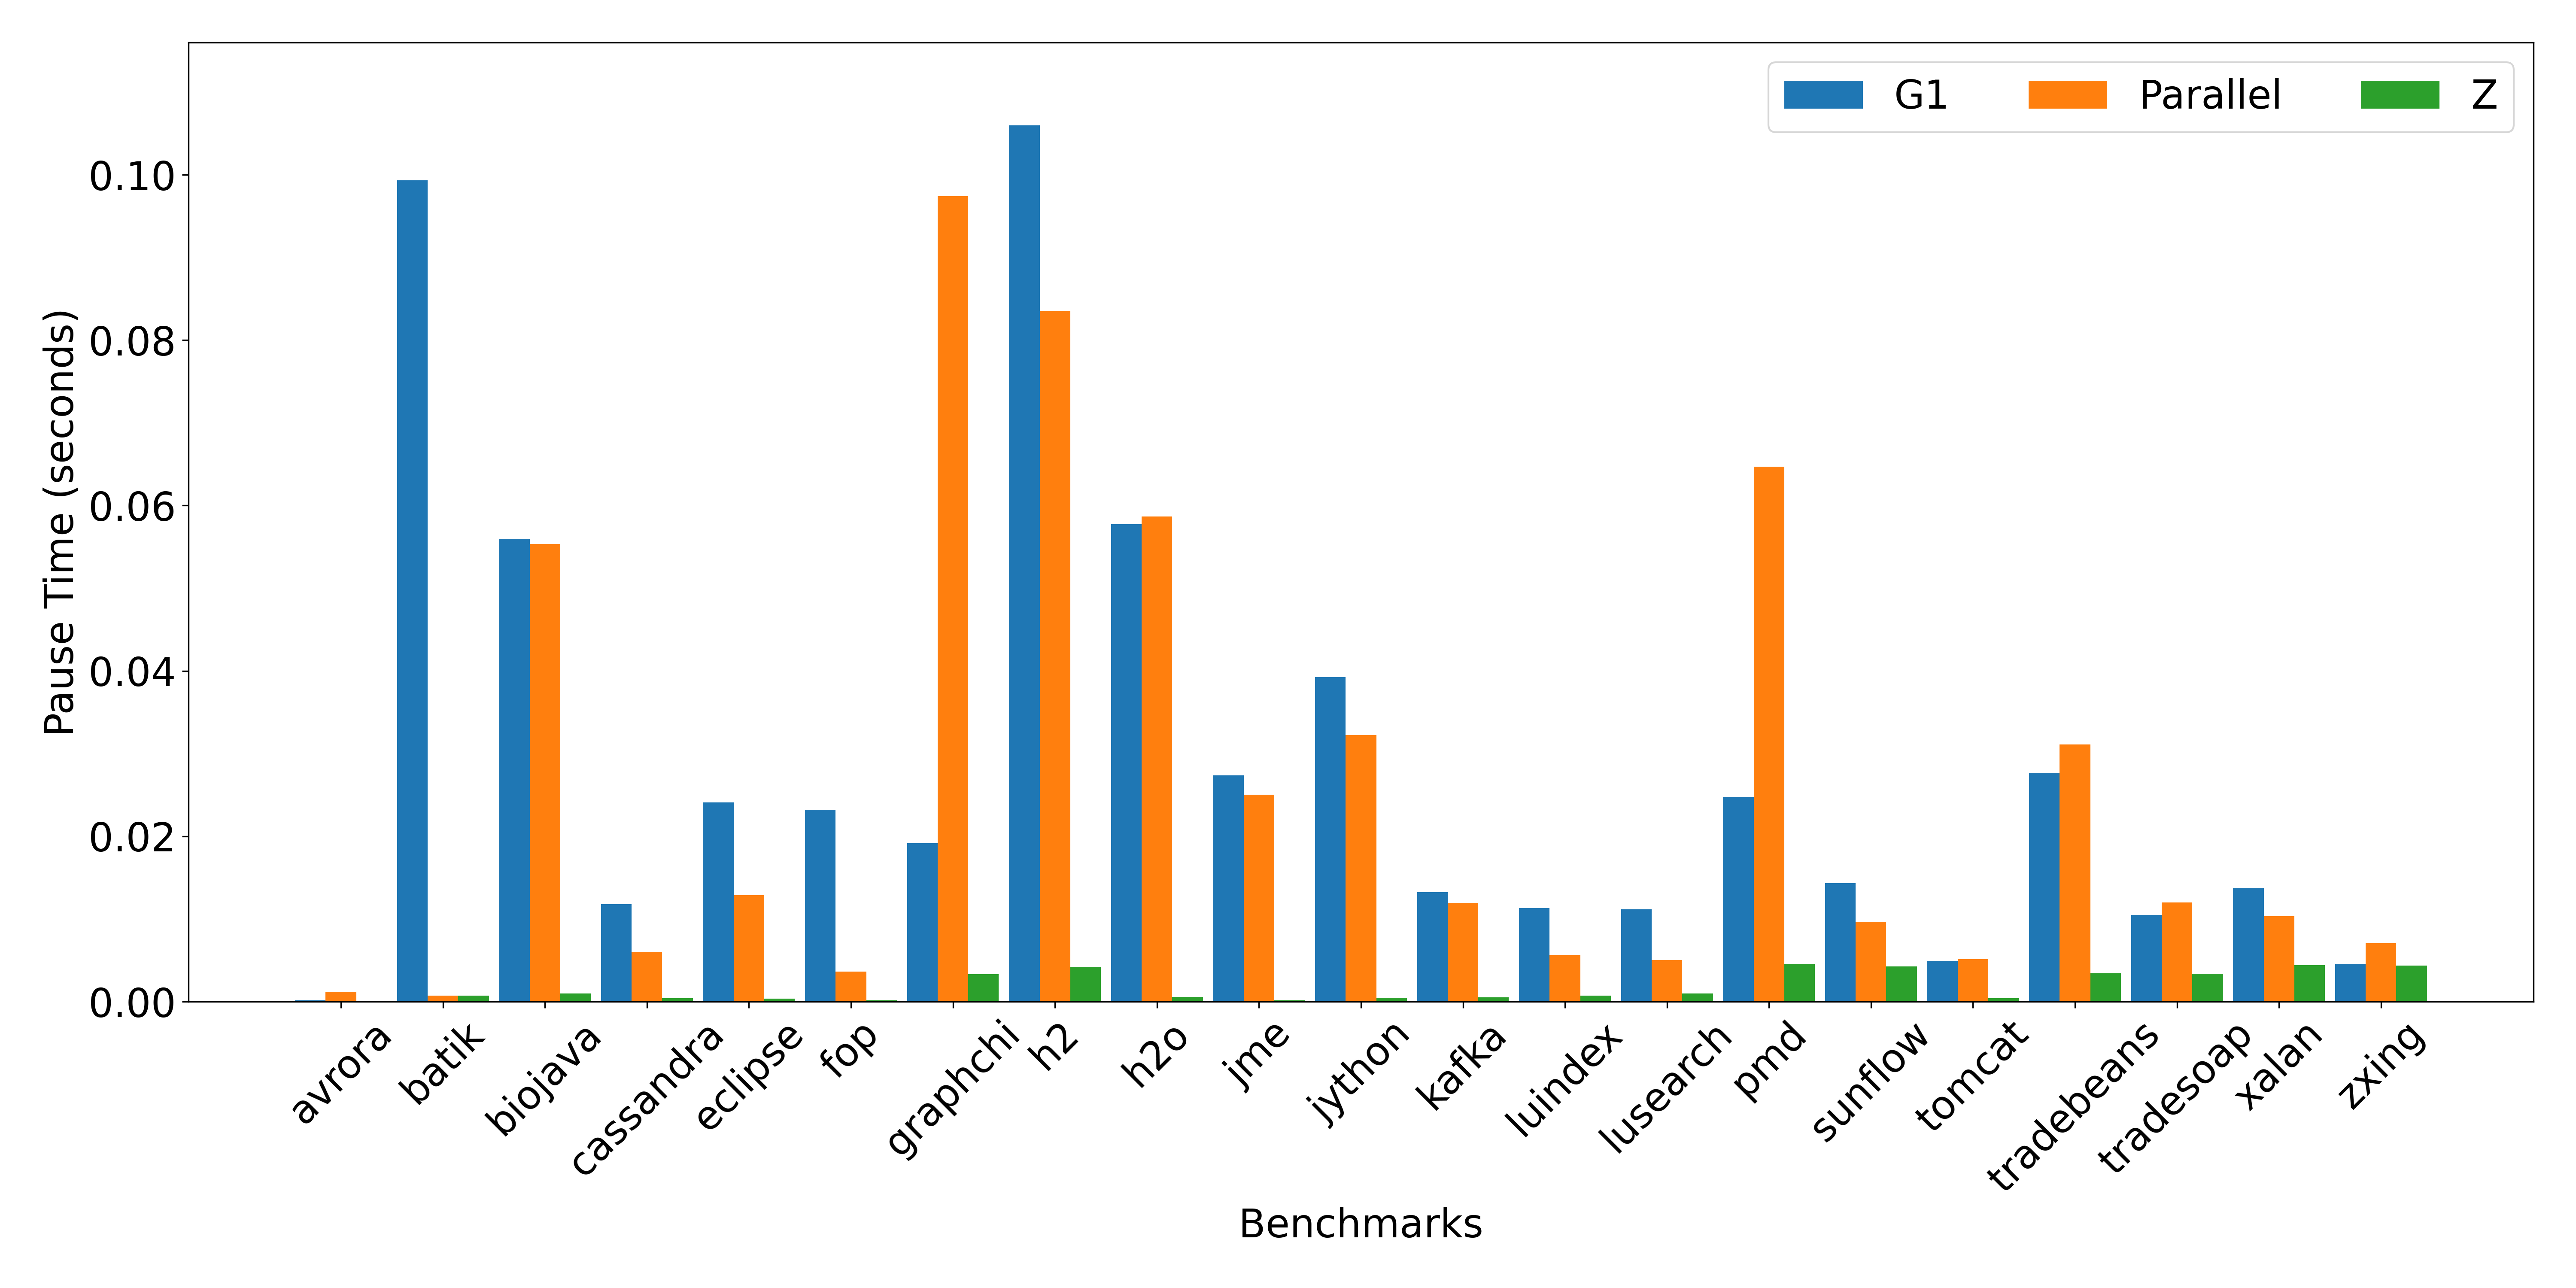 G1 Parallel Z
Pause Time (seconds)
0.10
0.08
0.06
0.04
0.02
0.00
avrora
batik
biojava
cassandra
eclipse
fop
graphchi
h2
h2o
jme
jython
kafka
luindex
lusearch
pmd
sunflow
tomcat
tradebeans
tradesoap
xalan
zxing
Benchmarks